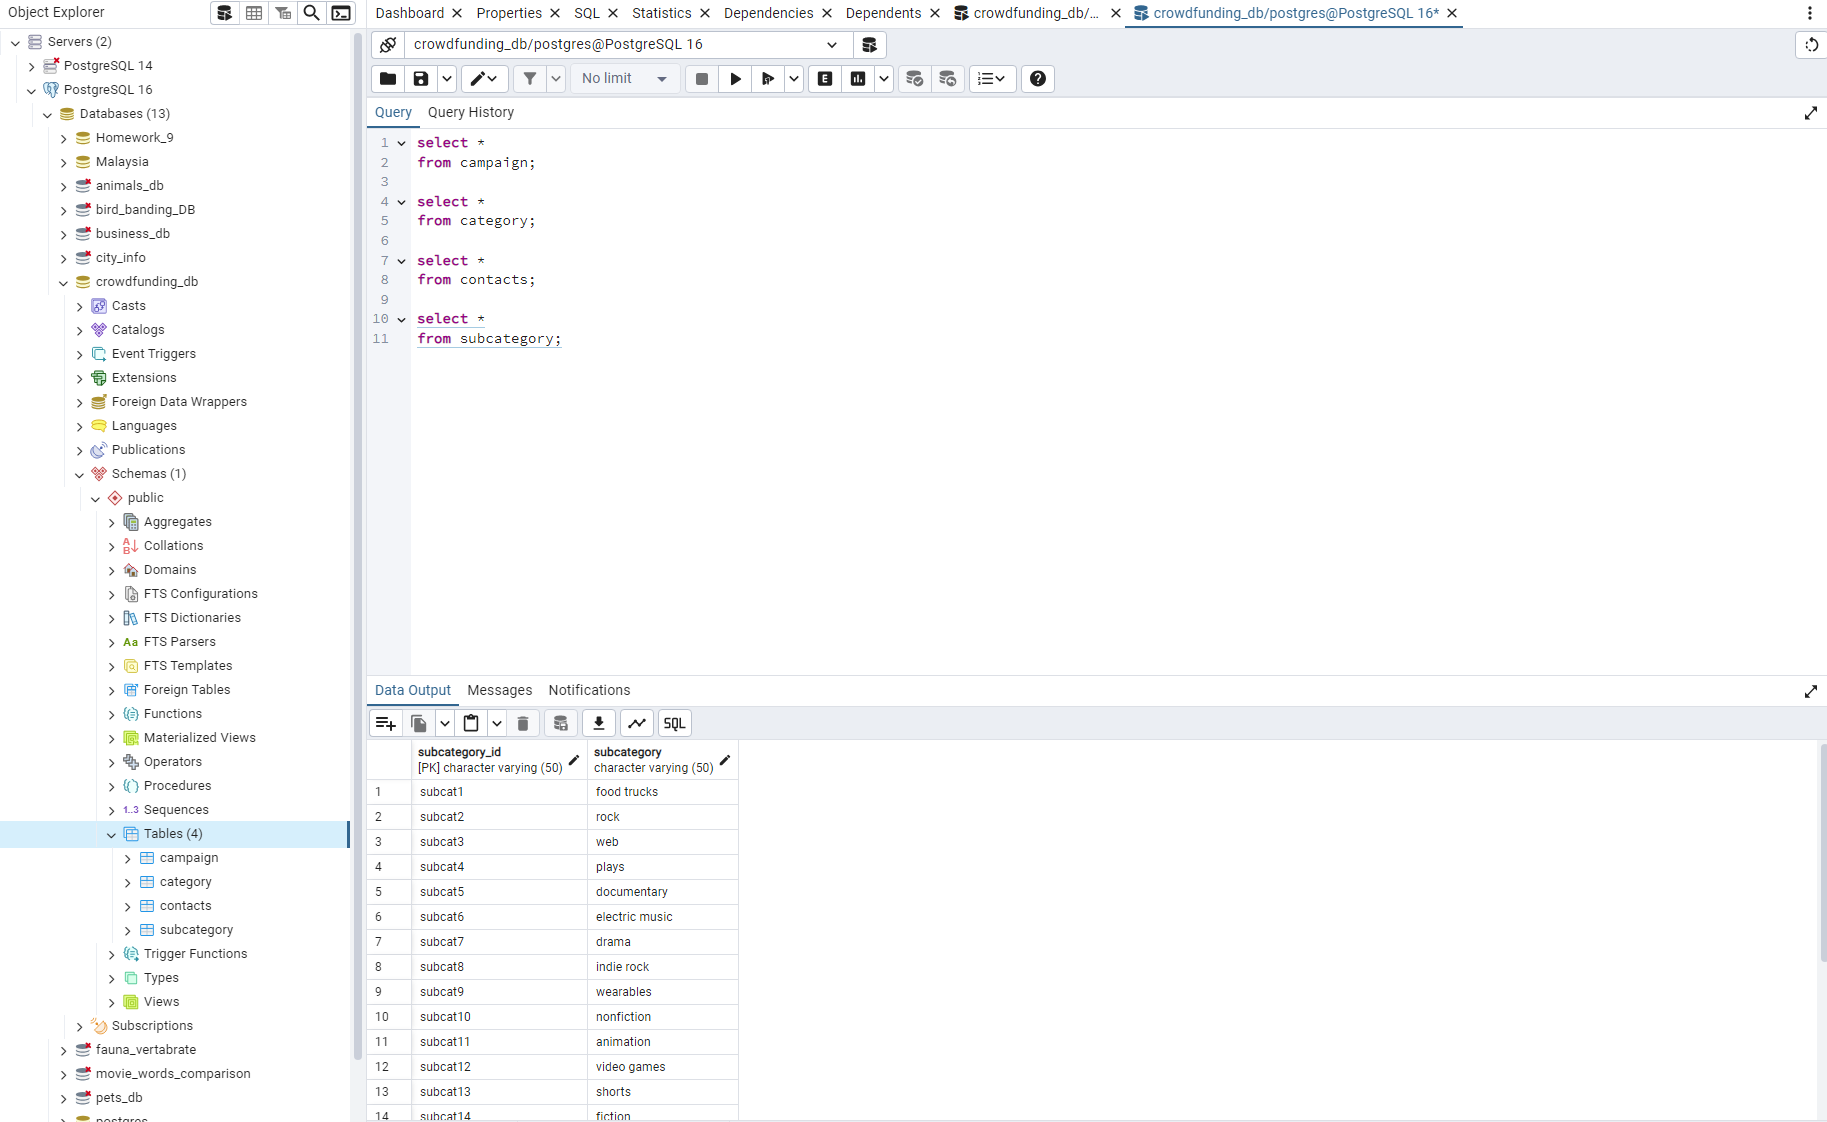 Object Explorer
Servers (2)
PostgreSQL 14
PostgreSQL 16
Databases (13)
Homework_9
Malaysia
animals_db
bird_banding_DB
business_db
city_info
crowdfunding_db
Casts
Catalogs
Event Triggers
Extensions
Foreign Data Wrappers
Languages
Publications
Schemas (1)
public
Aggregates
Collations
Domains
FTS Configurations
FTS Dictionaries
Aa FTS Parsers
FTS Templates
Foreign Tables
Functions
Materialized Views
Operators
Procedures
1..3 Sequences
Tables (4)
campaign
category
contacts
subcategory
Trigger Functions
Types
Views
Subscriptions
fauna_vertabrate
movie_words_comparison
pets_db
postgres
Dashboard Properties SQL Statistics Dependencies Dependents crowdfunding_db/... crowdfunding_db/postgres@PostgreSQL 16*
crowdfunding_db/postgres@PostgreSQL 16
No limit E
Query Query History
1 select *
2 from campaign;
3
4 select *
5 from category;
6
7 select *
8 from contacts;
9
10 select *
11 from subcategory;
Data Output Messages Notifications
SQL
subcategory_id subcategory
[PK] character varying (50) character varying (50)
1 subcat1 food trucks
2 subcat2 rock
3 subcat3 web
4 subcat4 plays
5 subcat5 documentary
6 subcat6 electric music
7 subcat7 drama
8 subcat8 indie rock
9 subcat9 wearables
10 subcat10 nonfiction
11 subcat11 animation
12 subcat12 video games
13 subcat13 shorts
14 subcat14 fiction